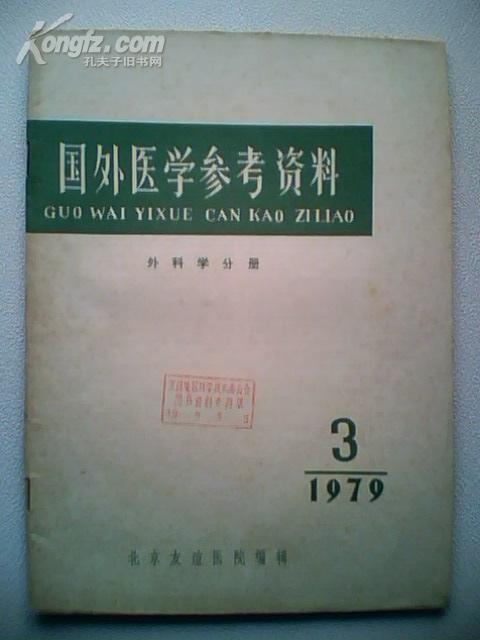 Kongfz.com
孔夫子旧书网
国外医学参考资料
GUO WAI YIXUE CAN KAO ZILIAO
外科学分册
3
1979
北京友谊医院编辑